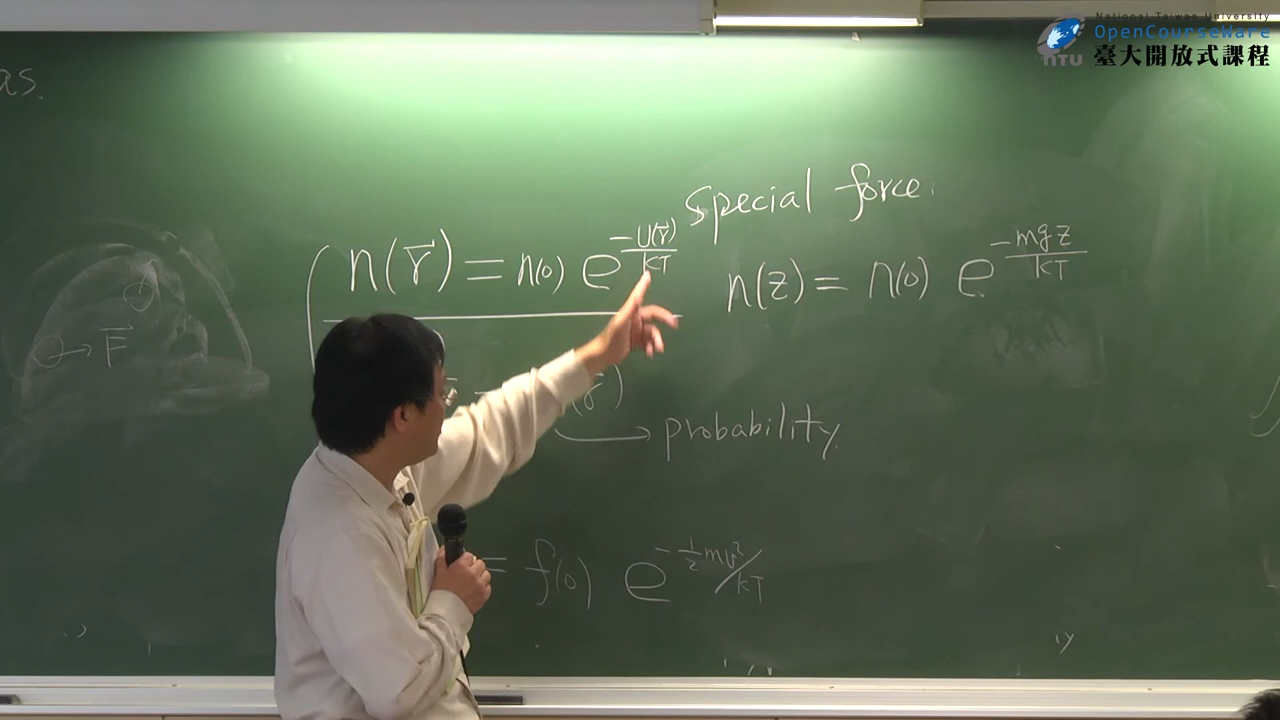 National Taiwan University
OpenCourseWare
臺大開放式課程
NTU
as.
special force:
n(r⃗) = n(0) e^{-U(r⃗)/kT}
n(z) = n(0) e^{-mgz/kT}
F⃗
(r⃗)
→ probability
= f(0) e^{-½mv²/kT}